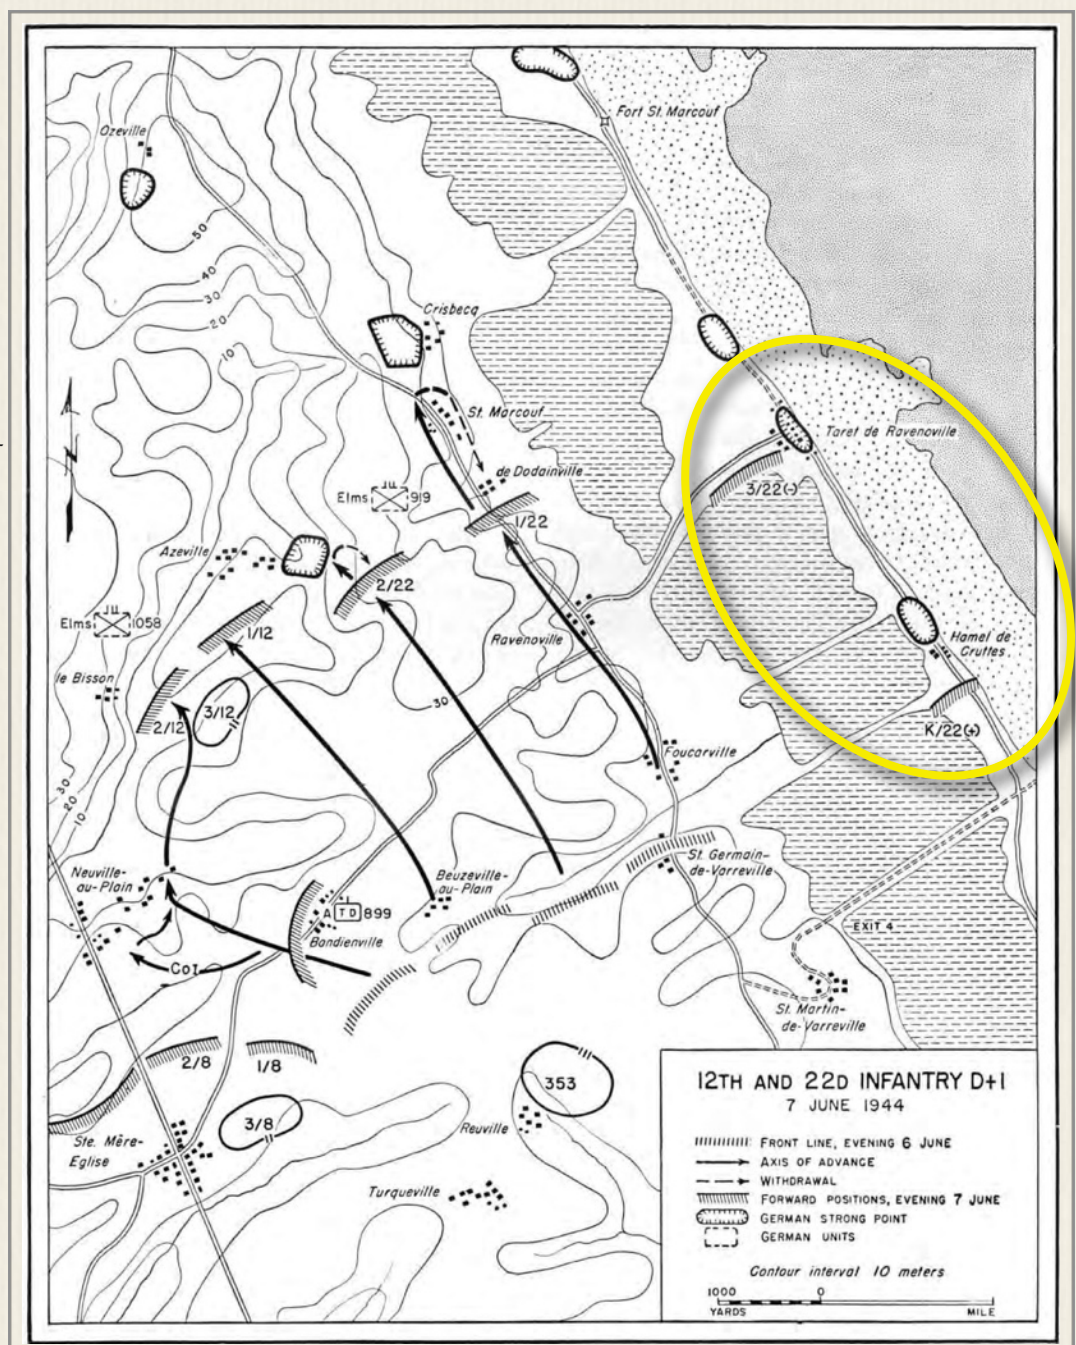 Ozeville
Fort St. Marcouf
50
40
30
20
10
Crisbecq
St. Marcouf
Taret de Ravenoville
de Dodainville
3/22(-)
Elms
919
1/22
N
Azeville
2/22
Elms
1058
1/12
Ravenoville
Hamel de
Cruttes
le Bisson
3/12
2/12
30
K/22(+)
Foucarville
30
20
10
Neuville-
au-Plain
Beuzeville-
au-Plain
St. Germain-
de-Varreville
A TD 899
Bandienville
EXIT 4
Co I
St. Martin-
de-Varreville
2/8
1/8
353
3/8
Ste. Mère-
Eglise
Reuville
Turqueville
12TH AND 22D INFANTRY D+1
7 JUNE 1944
FRONT LINE, EVENING 6 JUNE
AXIS OF ADVANCE
WITHDRAWAL
FORWARD POSITIONS, EVENING 7 JUNE
GERMAN STRONG POINT
GERMAN UNITS
Contour interval 10 meters
1000 0
YARDS MILE